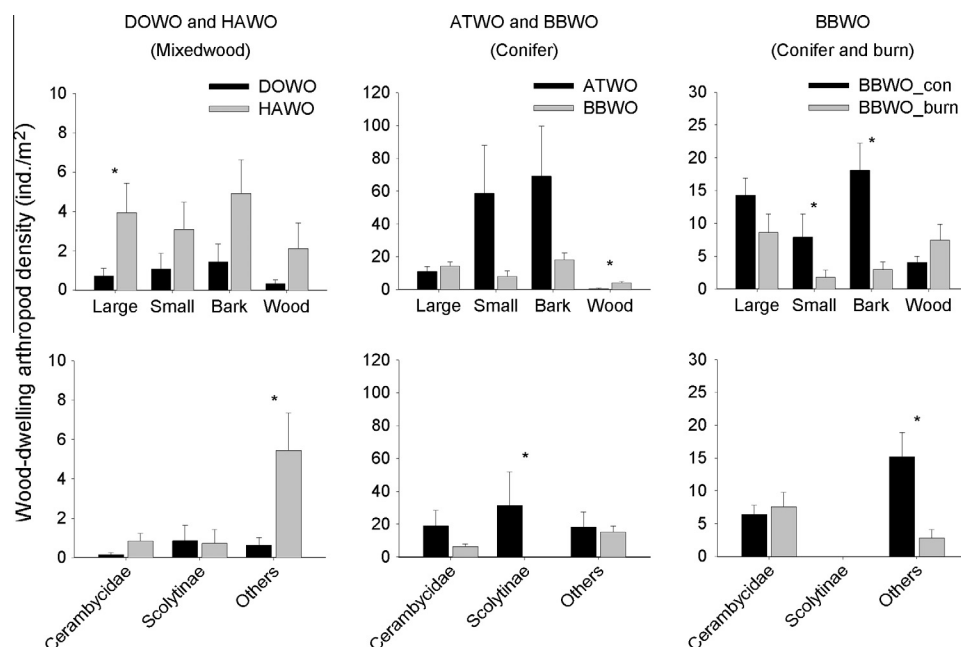 DOWO and HAWO
(Mixedwood)
ATWO and BBWO
(Conifer)
BBWO
(Conifer and burn)
Wood-dwelling arthropod density (ind./m²)
DOWO
HAWO
10
8
6
4
2
0
*
Large Small Bark Wood
ATWO
BBWO
120
100
80
60
40
20
0
*
Large Small Bark Wood
BBWO_con
BBWO_burn
30
25
20
15
10
5
0
*
*
Large Small Bark Wood
10
8
6
4
2
0
*
Cerambycidae Scolytinae Others
120
100
80
60
40
20
0
*
Cerambycidae Scolytinae Others
30
25
20
15
10
5
0
*
Cerambycidae Scolytinae Others